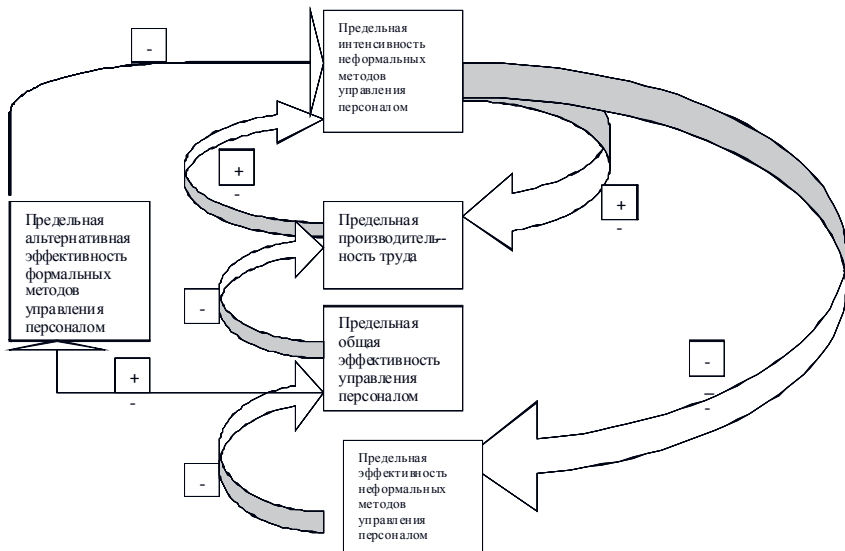 -
Предельная
интенсивность
неформальных
методов
управления
персоналом
+
-
+
-
Предельная
альтернативная
эффективность
формальных
методов
управления
персоналом
Предельная
производитель--
ность труда
-
Предельная
общая
эффективность
управления
персоналом
+
-
-
–
-
-
Предельная
эффективность
неформальных
методов
управления
персоналом